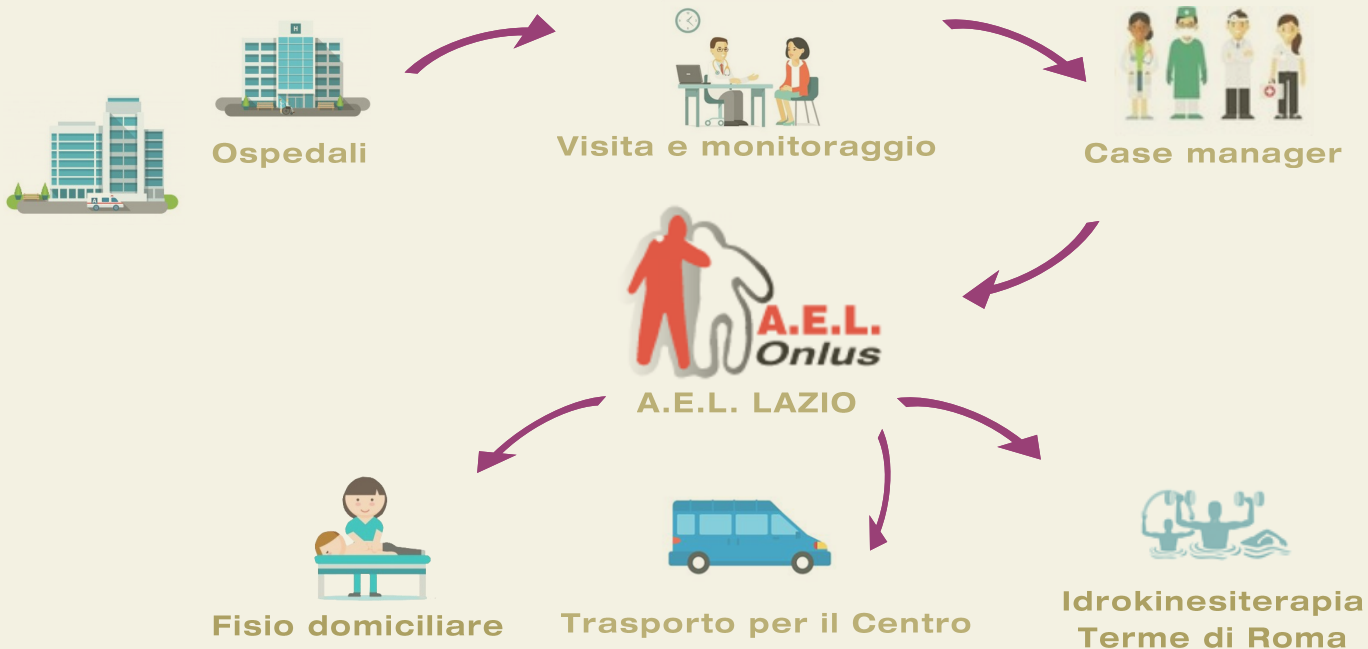 Ospedali
Visita e monitoraggio
Case manager
A.E.L.
Onlus
A.E.L. LAZIO
Fisio domiciliare
Trasporto per il Centro
Idrokinesiterapia
Terme di Roma